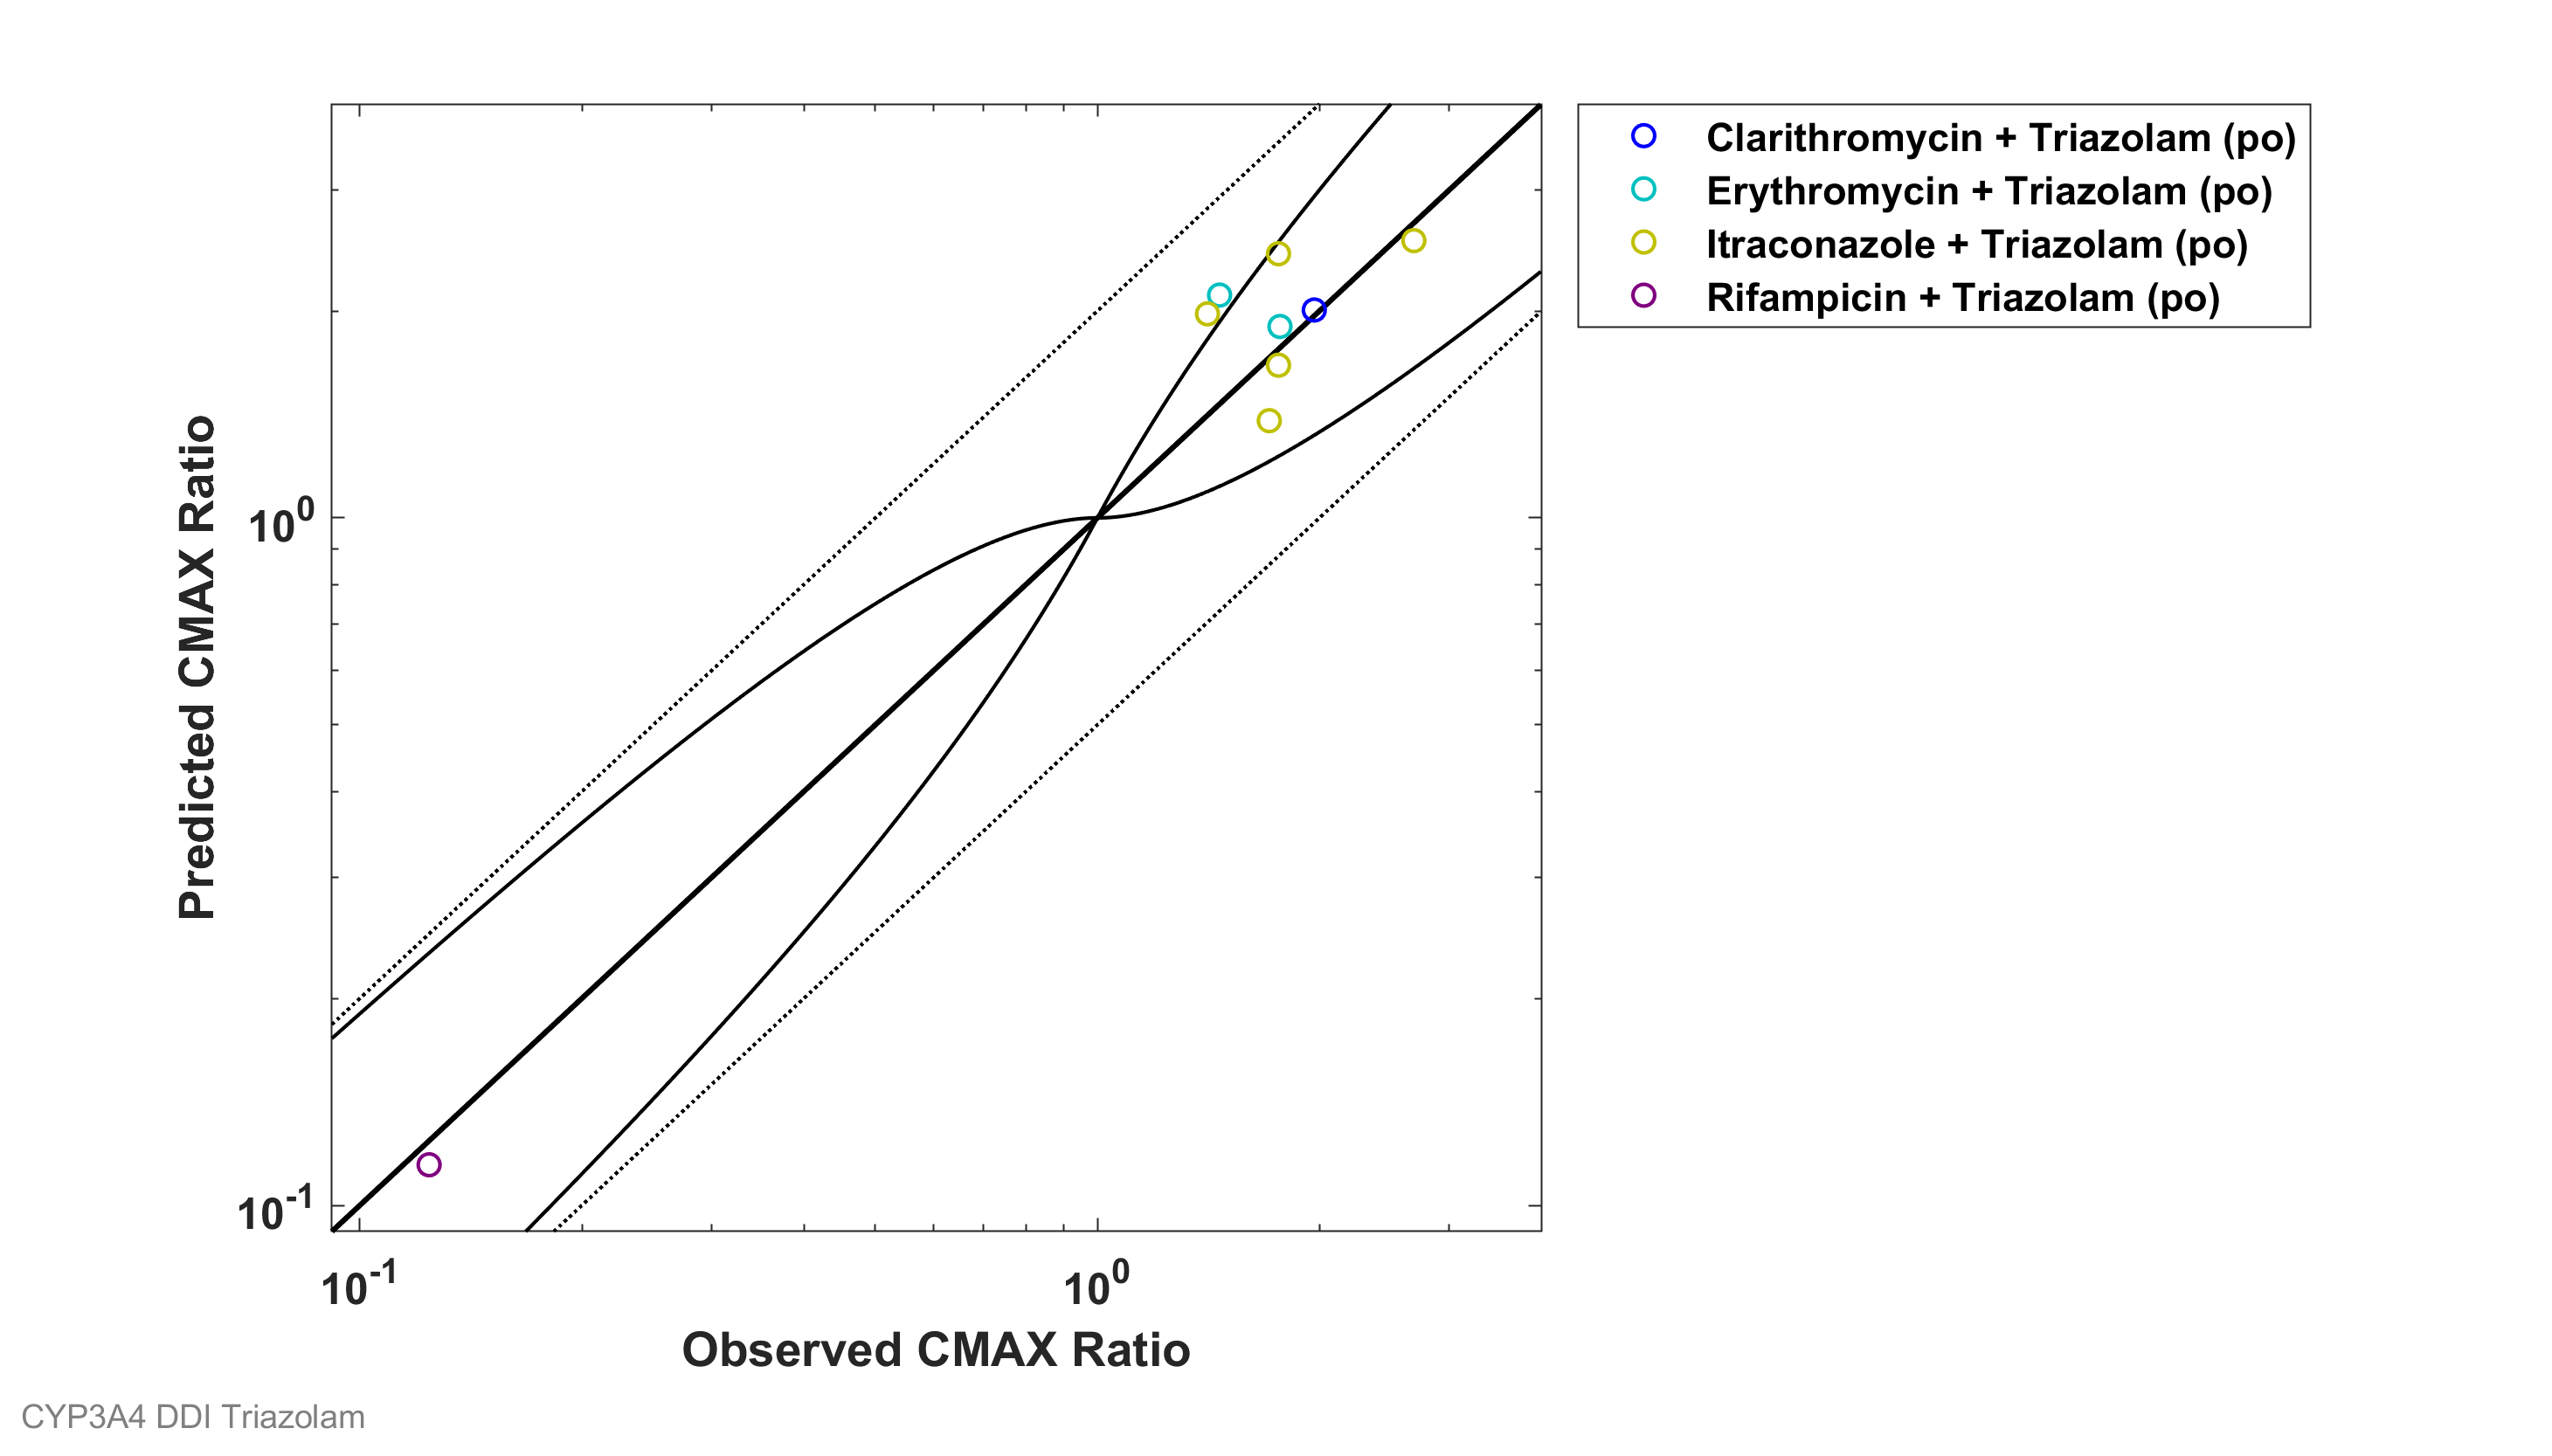 Clarithromycin + Triazolam (po)
Erythromycin + Triazolam (po)
Itraconazole + Triazolam (po)
Rifampicin + Triazolam (po)
Predicted CMAX Ratio
10^0
10^-1
10^-1
10^0
Observed CMAX Ratio
CYP3A4 DDI Triazolam